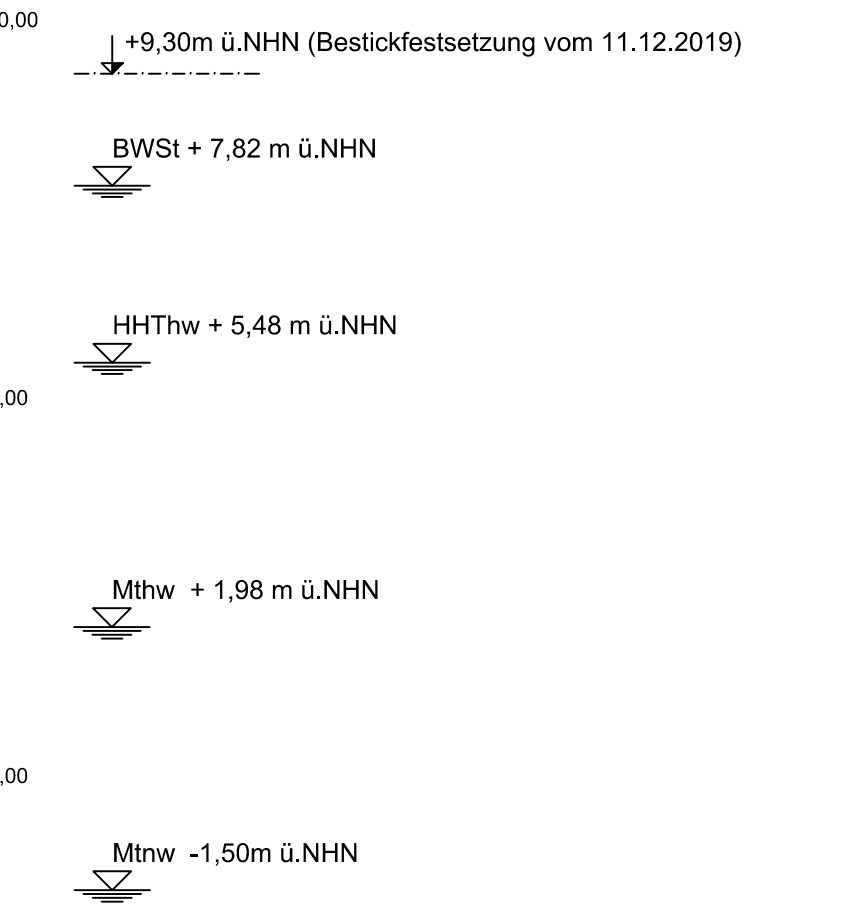 0,00
+9,30m ü.NHN (Bestickfestsetzung vom 11.12.2019)
BWSt + 7,82 m ü.NHN
HHThw + 5,48 m ü.NHN
,00
Mthw + 1,98 m ü.NHN
,00
Mtnw -1,50m ü.NHN